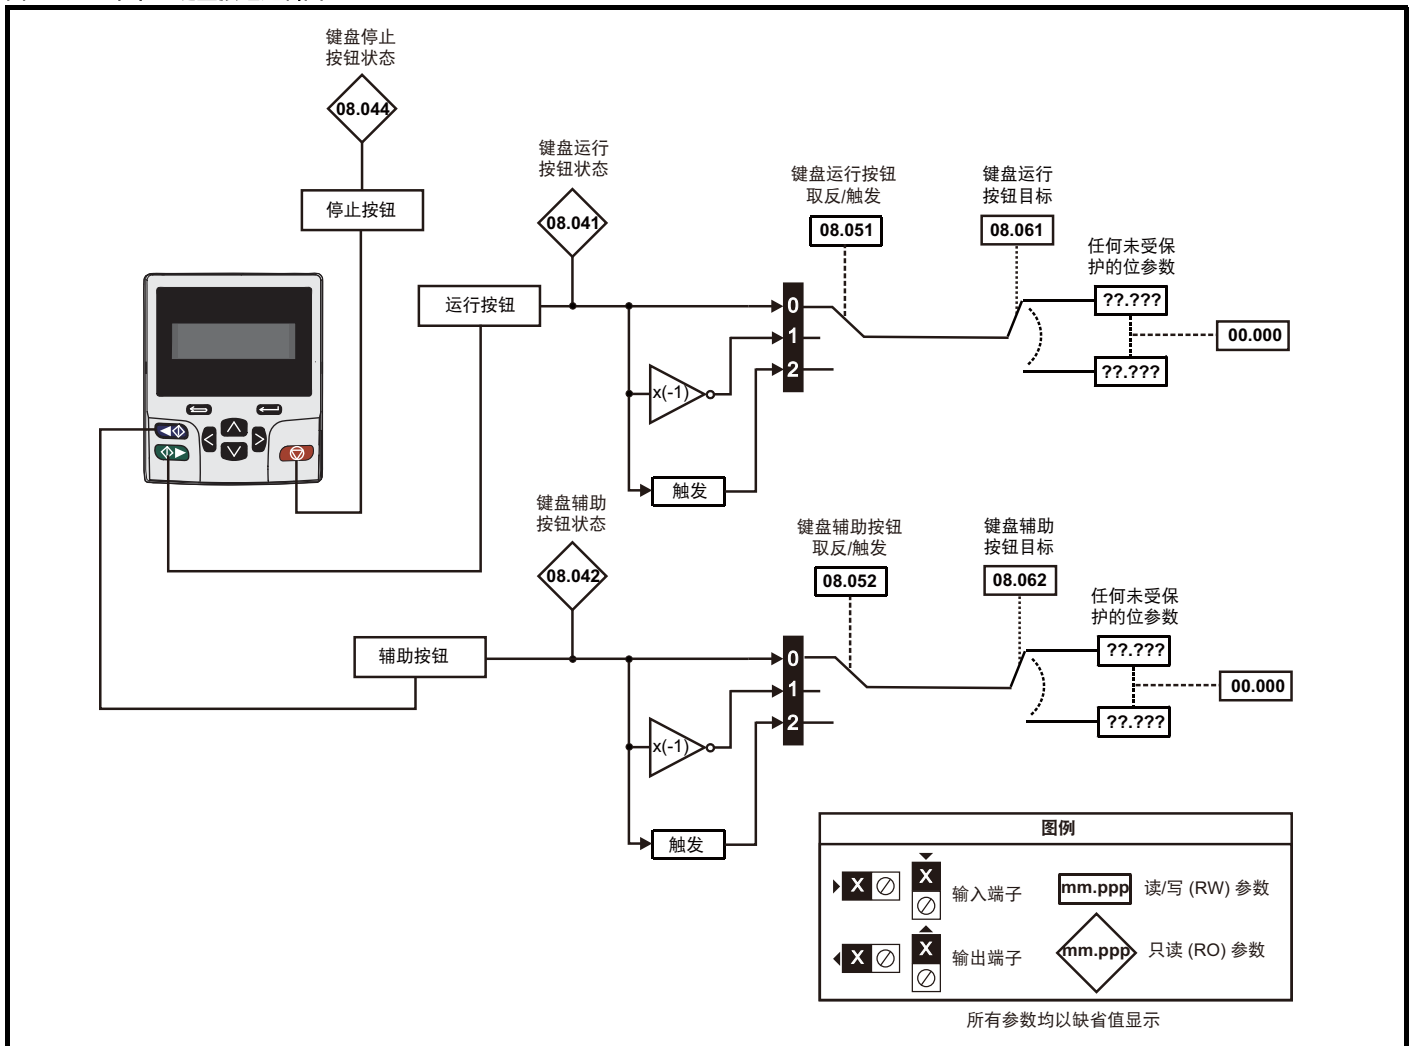 键盘停止
按钮状态
08.044
停止按钮
键盘运行
按钮状态
08.041
运行按钮
键盘运行按钮
取反/触发
08.051
键盘运行
按钮目标
08.061
任何未受保
护的位参数
??.???
??.???
00.000
0
1
2
x(-1)
触发
键盘辅助
按钮状态
08.042
辅助按钮
键盘辅助按钮
取反/触发
08.052
键盘辅助
按钮目标
08.062
任何未受保
护的位参数
??.???
??.???
00.000
0
1
2
x(-1)
触发
图例
X
X
输入端子
mm.ppp
读/写 (RW) 参数
X
X
输出端子
mm.ppp
只读 (RO) 参数
所有参数均以缺省值显示